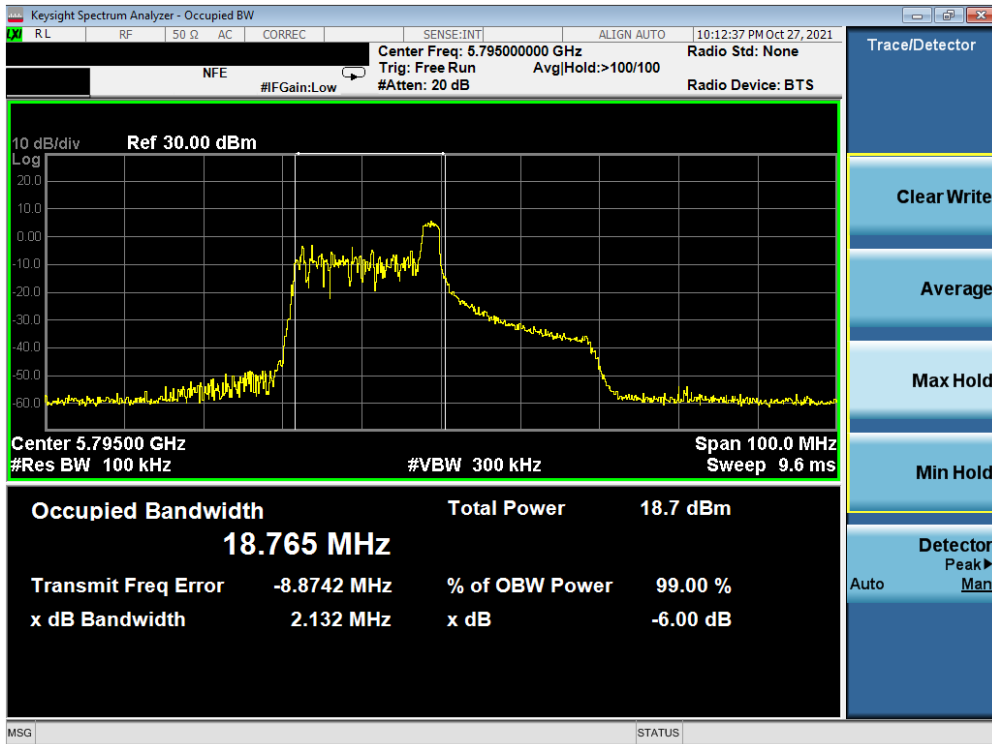 Keysight Spectrum Analyzer - Occupied BW
LXI RL RF 50 Ω AC CORREC SENSE:INT ALIGN AUTO 10:12:37 PM Oct 27, 2021
Center Freq: 5.795000000 GHz Radio Std: None
NFE Trig: Free Run Avg|Hold:>100/100
#IFGain:Low #Atten: 20 dB Radio Device: BTS
Trace/Detector
10 dB/div Ref 30.00 dBm
Log
20.0
10.0
0.00
-10.0
-20.0
-30.0
-40.0
-50.0
-60.0
Center 5.79500 GHz Span 100.0 MHz
#Res BW 100 kHz #VBW 300 kHz Sweep 9.6 ms
Occupied Bandwidth Total Power 18.7 dBm
18.765 MHz
Transmit Freq Error -8.8742 MHz % of OBW Power 99.00 %
x dB Bandwidth 2.132 MHz x dB -6.00 dB
Clear Write
Average
Max Hold
Min Hold
Detector
Peak▶
Auto Man
MSG STATUS